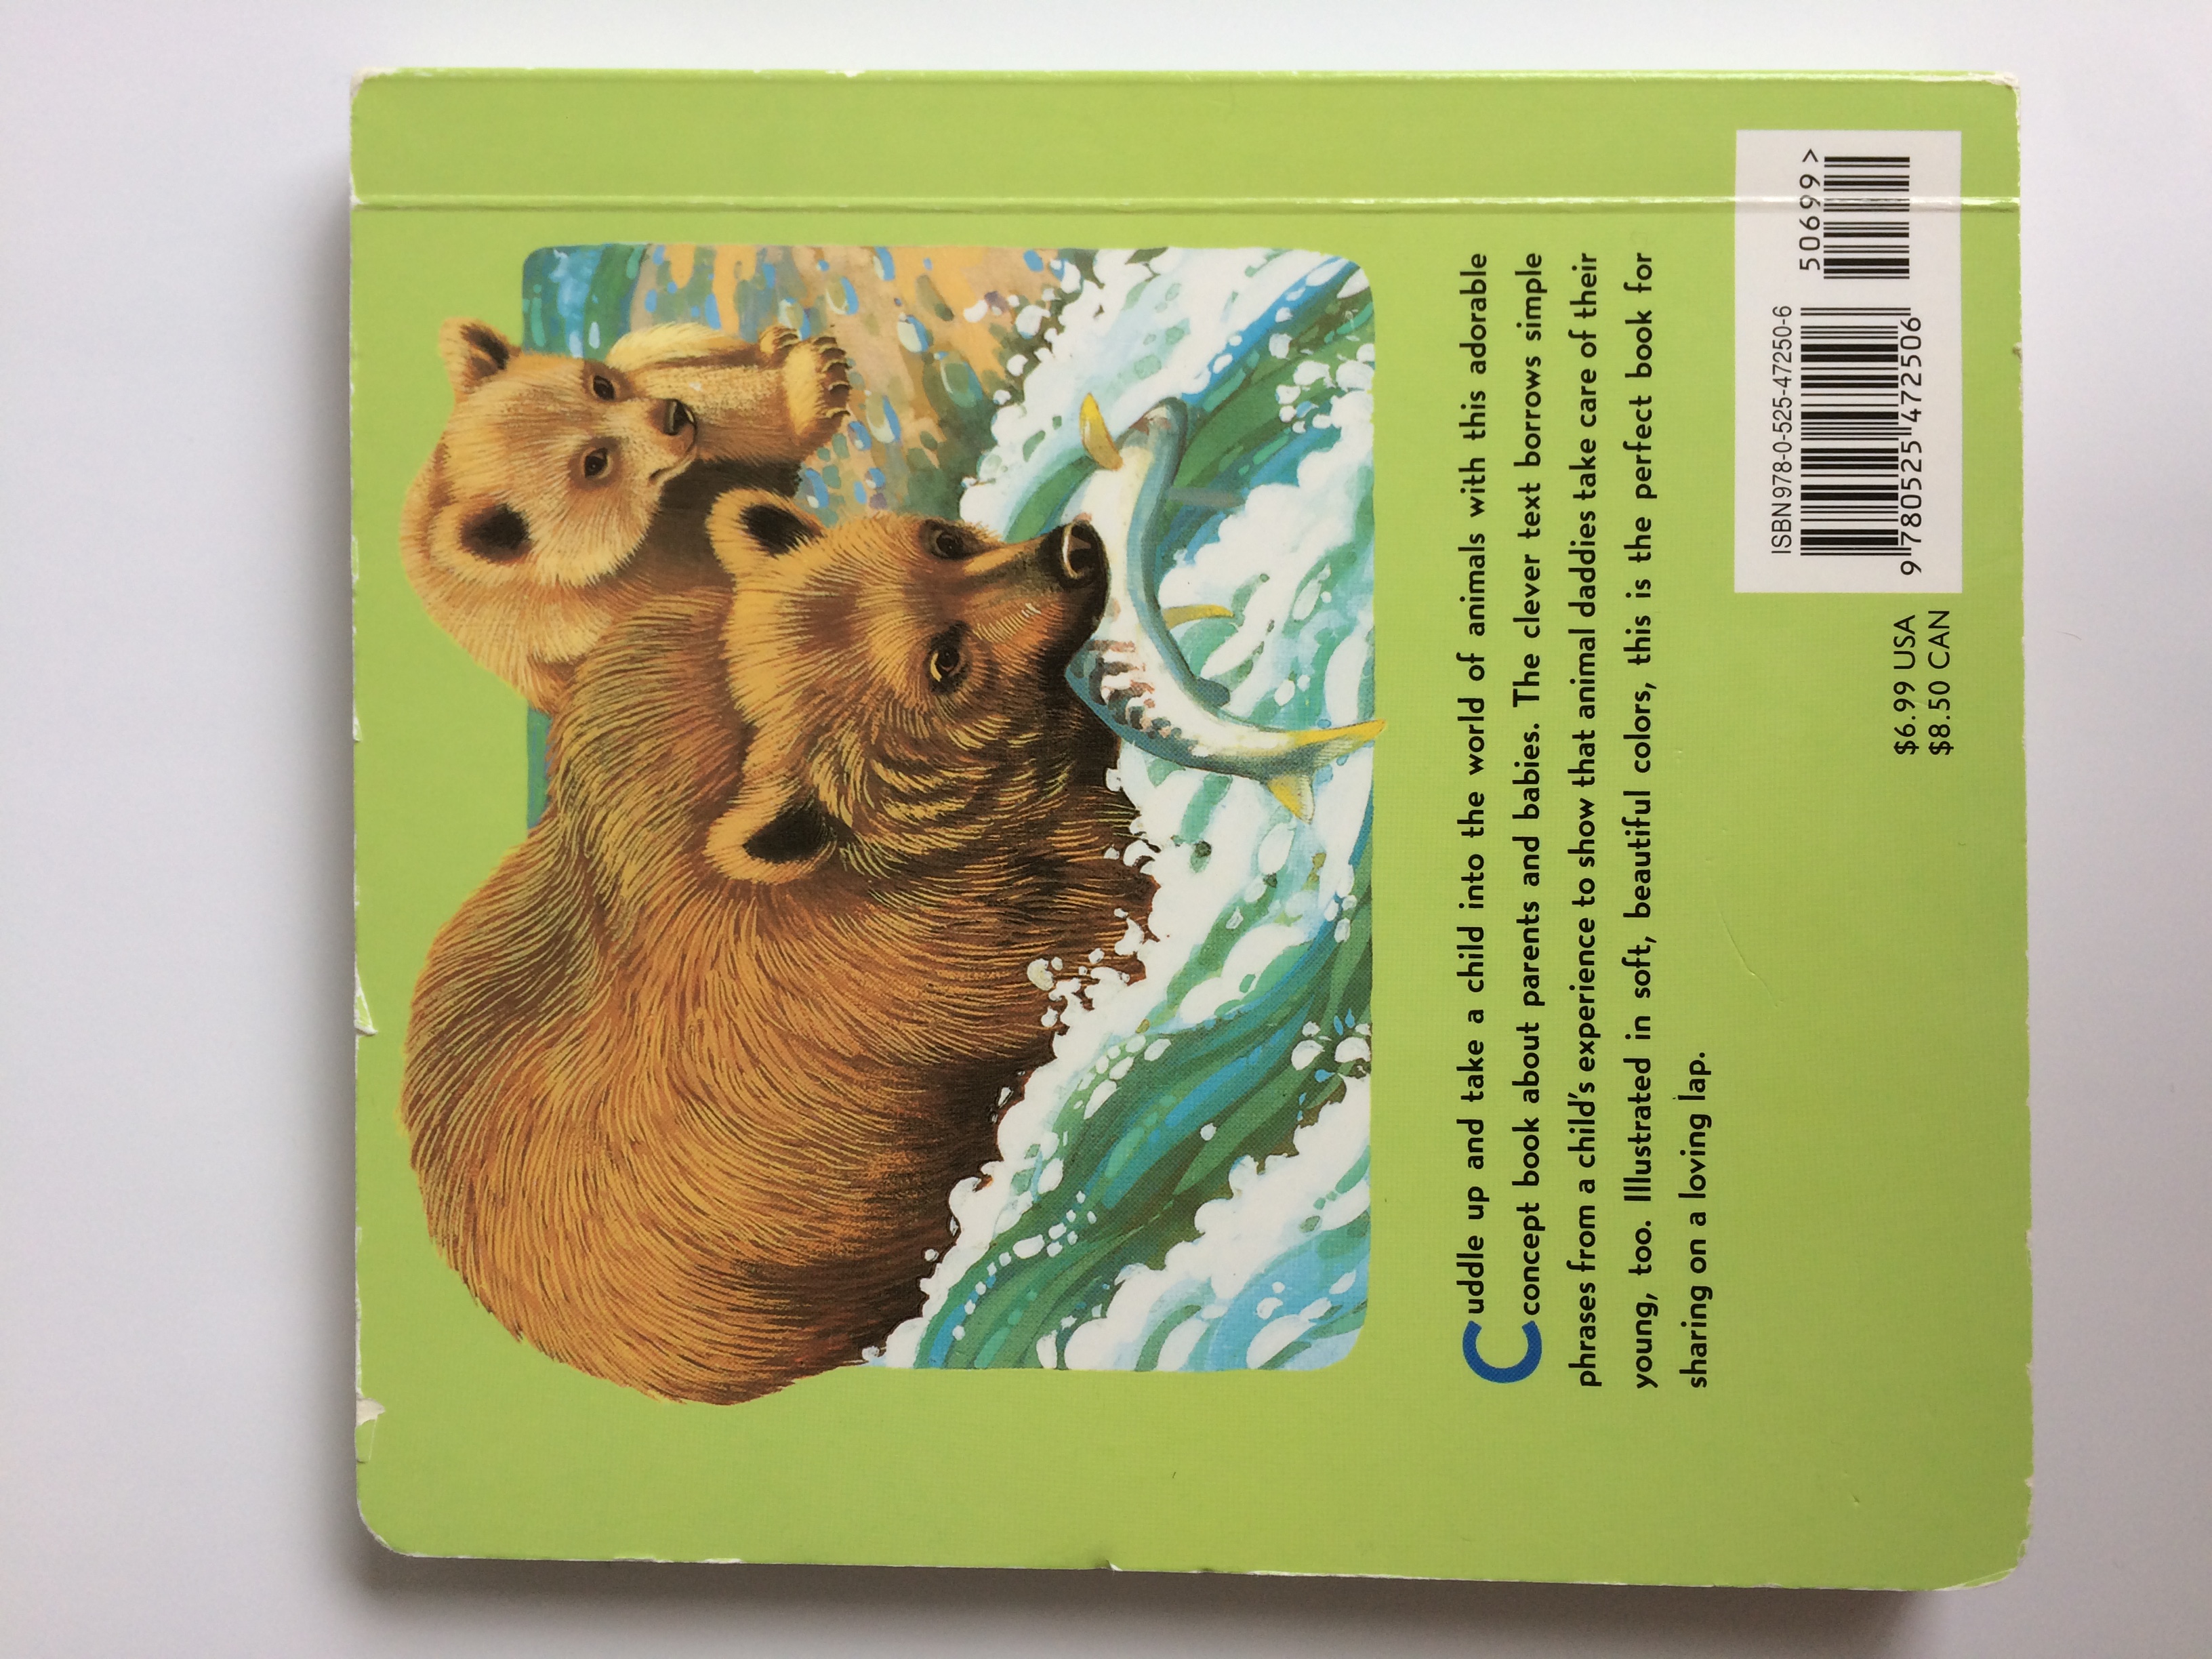 Cuddle up and take a child into the world of animals with this adorable
concept book about parents and babies. The clever text borrows simple
phrases from a child's experience to show that animal daddies take care of their
young, too. Illustrated in soft, beautiful colors, this is the perfect book for
sharing on a loving lap.
ISBN 978-0-525-47250-6
50699 >
9 780525 472506
$6.99 USA
$8.50 CAN